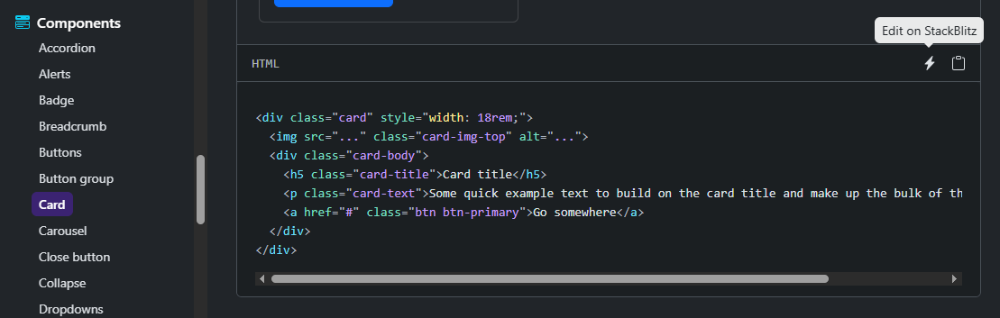 Components
Accordion
Alerts
Badge
Breadcrumb
Buttons
Button group
Card
Carousel
Close button
Collapse
Dropdowns
Edit on StackBlitz
HTML
<div class="card" style="width: 18rem;">
  <img src="..." class="card-img-top" alt="...">
  <div class="card-body">
    <h5 class="card-title">Card title</h5>
    <p class="card-text">Some quick example text to build on the card title and make up the bulk of th
    <a href="#" class="btn btn-primary">Go somewhere</a>
  </div>
</div>